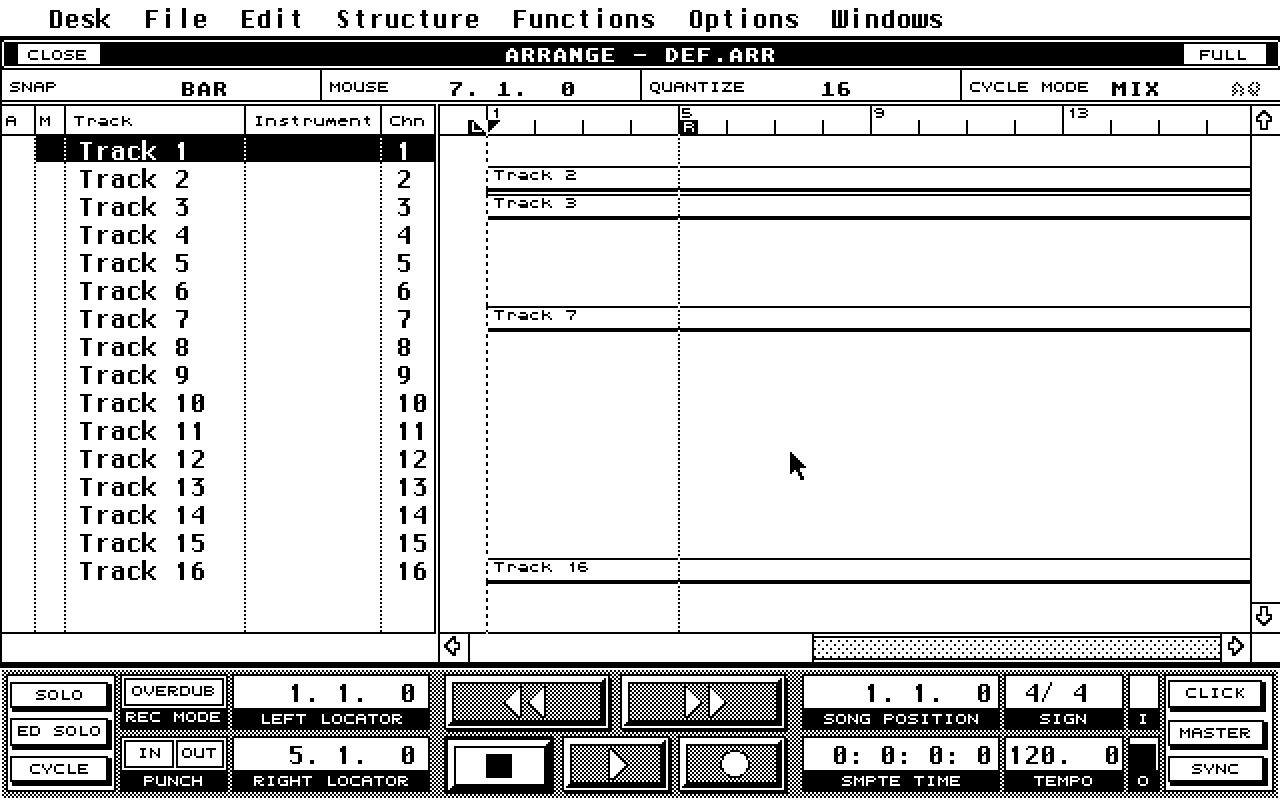 Desk File Edit Structure Functions Options Windows
CLOSE ARRANGE - DEF.ARR FULL
SNAP BAR MOUSE 7. 1. 0 QUANTIZE 16 CYCLE MODE MIX
A M Track Instrument Chn 1 5 9 13
L R
Track 1 1
Track 2 2 Track 2
Track 3 3 Track 3
Track 4 4
Track 5 5
Track 6 6
Track 7 7 Track 7
Track 8 8
Track 9 9
Track 10 10
Track 11 11
Track 12 12
Track 13 13
Track 14 14
Track 15 15
Track 16 16 Track 16
SOLO OVERDUB 1. 1. 0 1. 1. 0 4/ 4 CLICK
REC MODE LEFT LOCATOR SONG POSITION SIGN I
ED SOLO MASTER
IN OUT 5. 1. 0 0: 0: 0: 0 120. 0
CYCLE PUNCH RIGHT LOCATOR SMPTE TIME TEMPO O SYNC